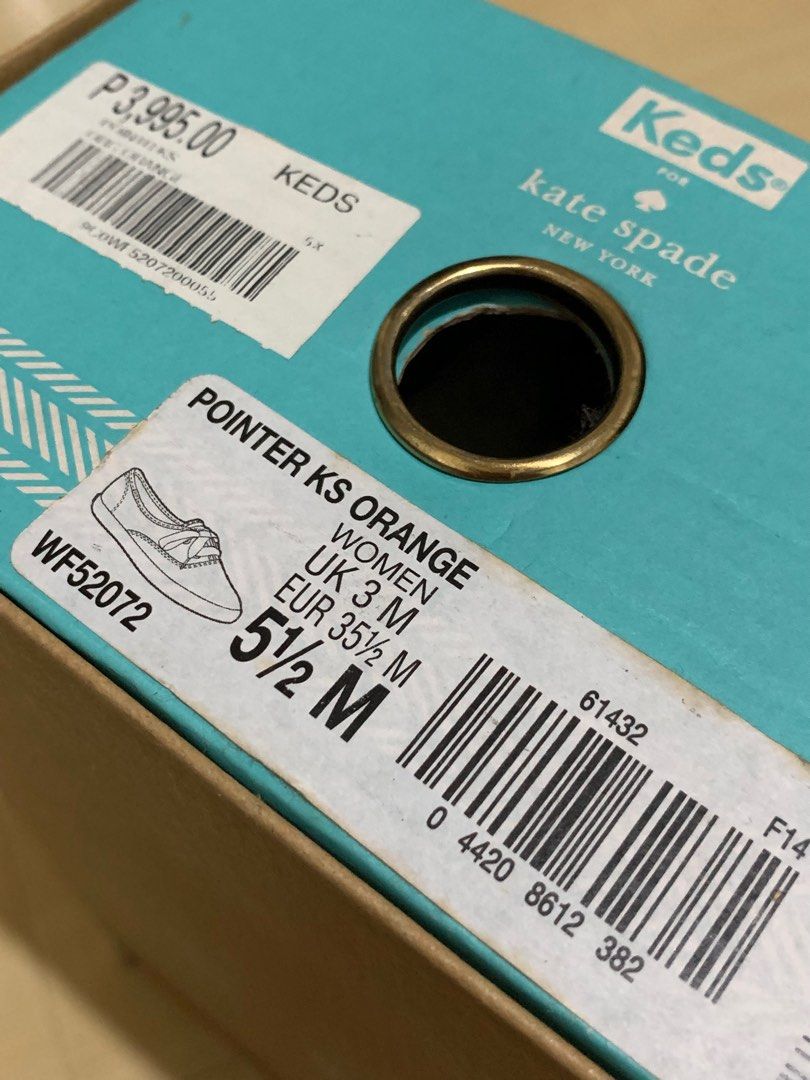 ₱3,995.00
KEDS
5207200055
Keds®
FOR
kate spade
NEW YORK
POINTER KS ORANGE
WOMEN
UK 3 M
EUR 35½ M
5½ M
WF52072
61432
F14
0 4420 8612 382